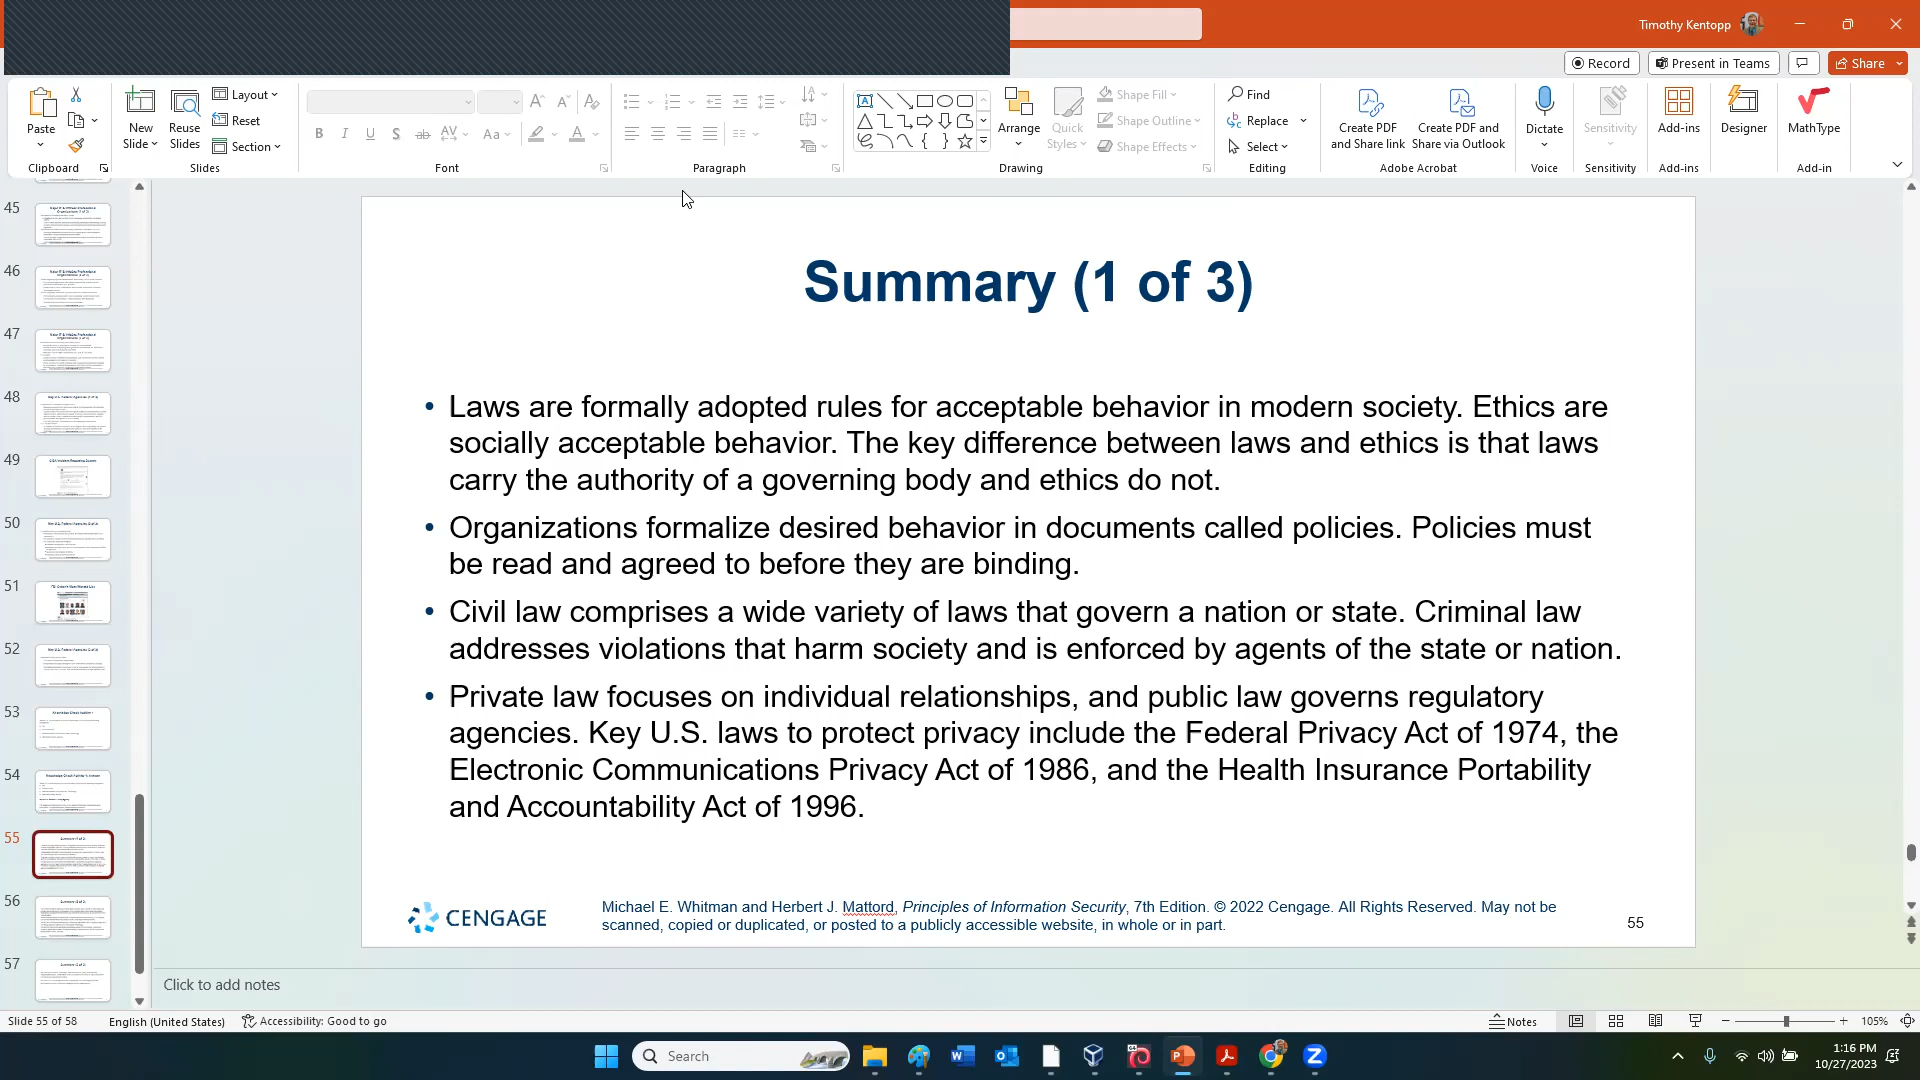 Timothy Kentopp
Record
Present in Teams
Share
Paste
New Slide
Reuse Slides
Layout
Reset
Section
Aa
Shape Fill
Shape Outline
Shape Effects
Arrange
Quick Styles
Find
Replace
Select
Create PDF and Share link
Create PDF and Share via Outlook
Dictate
Sensitivity
Add-ins
Designer
MathType
Clipboard
Slides
Font
Paragraph
Drawing
Editing
Adobe Acrobat
Voice
Sensitivity
Add-ins
Add-in
45
46
47
48
49
50
51
52
53
54
55
56
57
Summary (1 of 3)
• Laws are formally adopted rules for acceptable behavior in modern society. Ethics are
socially acceptable behavior. The key difference between laws and ethics is that laws
carry the authority of a governing body and ethics do not.
• Organizations formalize desired behavior in documents called policies. Policies must
be read and agreed to before they are binding.
• Civil law comprises a wide variety of laws that govern a nation or state. Criminal law
addresses violations that harm society and is enforced by agents of the state or nation.
• Private law focuses on individual relationships, and public law governs regulatory
agencies. Key U.S. laws to protect privacy include the Federal Privacy Act of 1974, the
Electronic Communications Privacy Act of 1986, and the Health Insurance Portability
and Accountability Act of 1996.
CENGAGE
Michael E. Whitman and Herbert J. Mattord, Principles of Information Security, 7th Edition. © 2022 Cengage. All Rights Reserved. May not be
scanned, copied or duplicated, or posted to a publicly accessible website, in whole or in part.
55
Click to add notes
Slide 55 of 58
English (United States)
Accessibility: Good to go
Notes
105%
Search
1:16 PM
10/27/2023